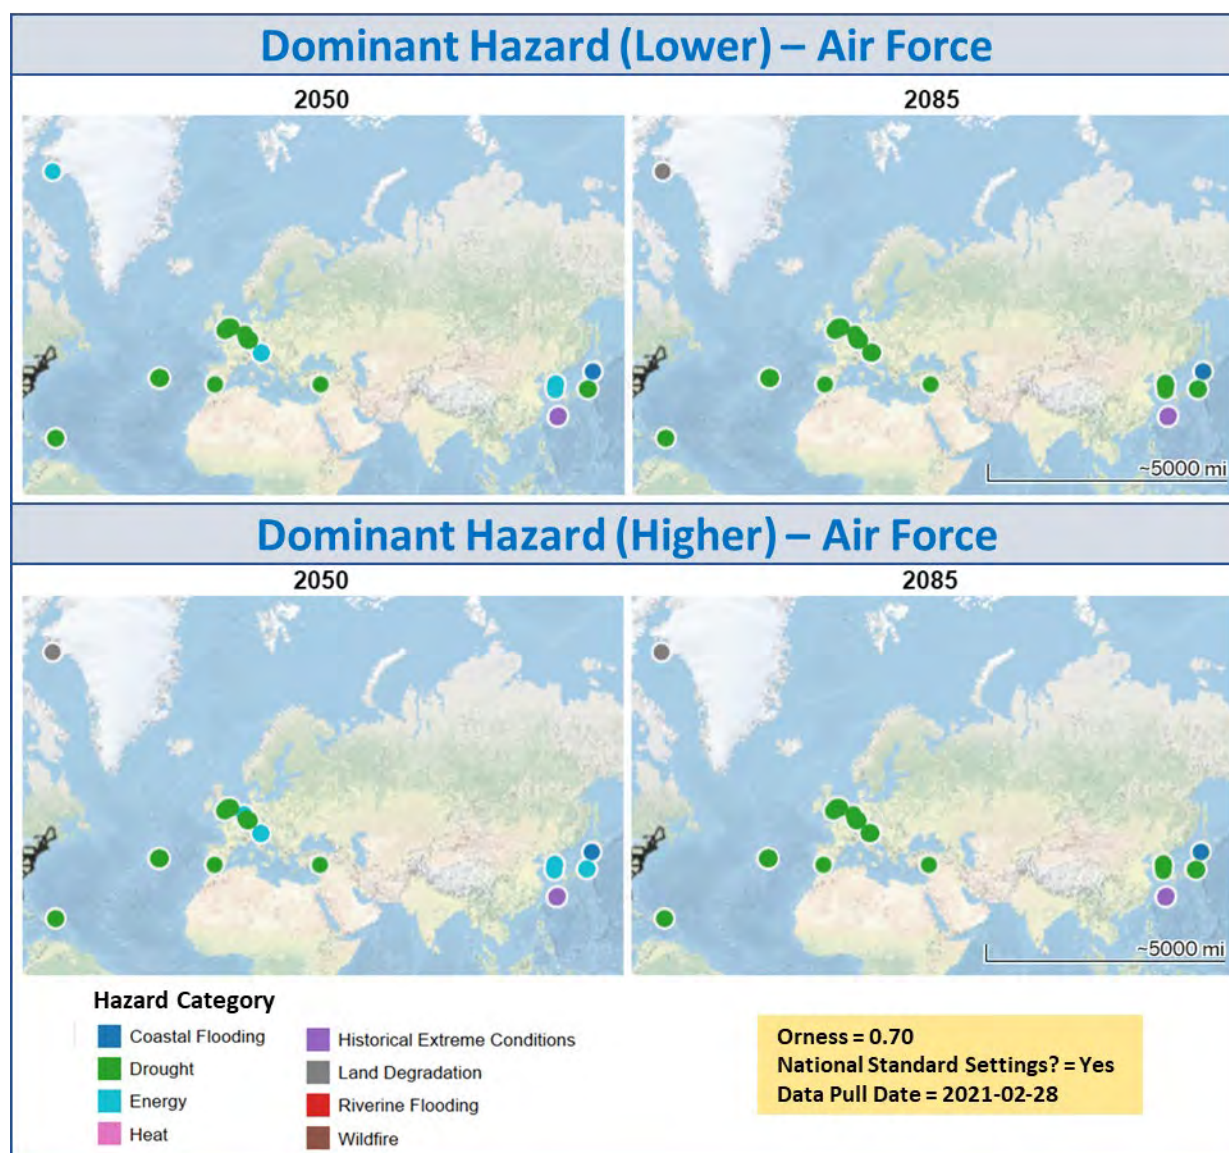 Dominant Hazard (Lower) – Air Force
2050
2085
~5000 mi
Dominant Hazard (Higher) – Air Force
2050
2085
~5000 mi
Hazard Category
Coastal Flooding
Drought
Energy
Heat
Historical Extreme Conditions
Land Degradation
Riverine Flooding
Wildfire
Orness = 0.70
National Standard Settings? = Yes
Data Pull Date = 2021-02-28